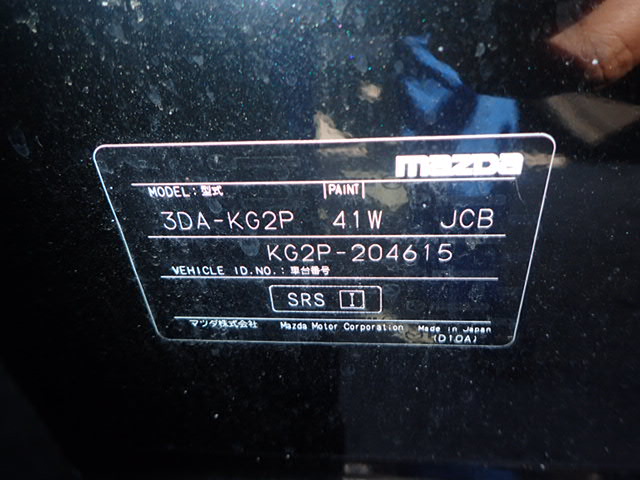 mazda
MODEL:型式 PAINT
3DA-KG2P 41W JCB
KG2P-204615
VEHICLE ID.NO.:車台番号
SRS I
マツダ株式会社 Mazda Motor Corporation Made in Japan
(D10A)